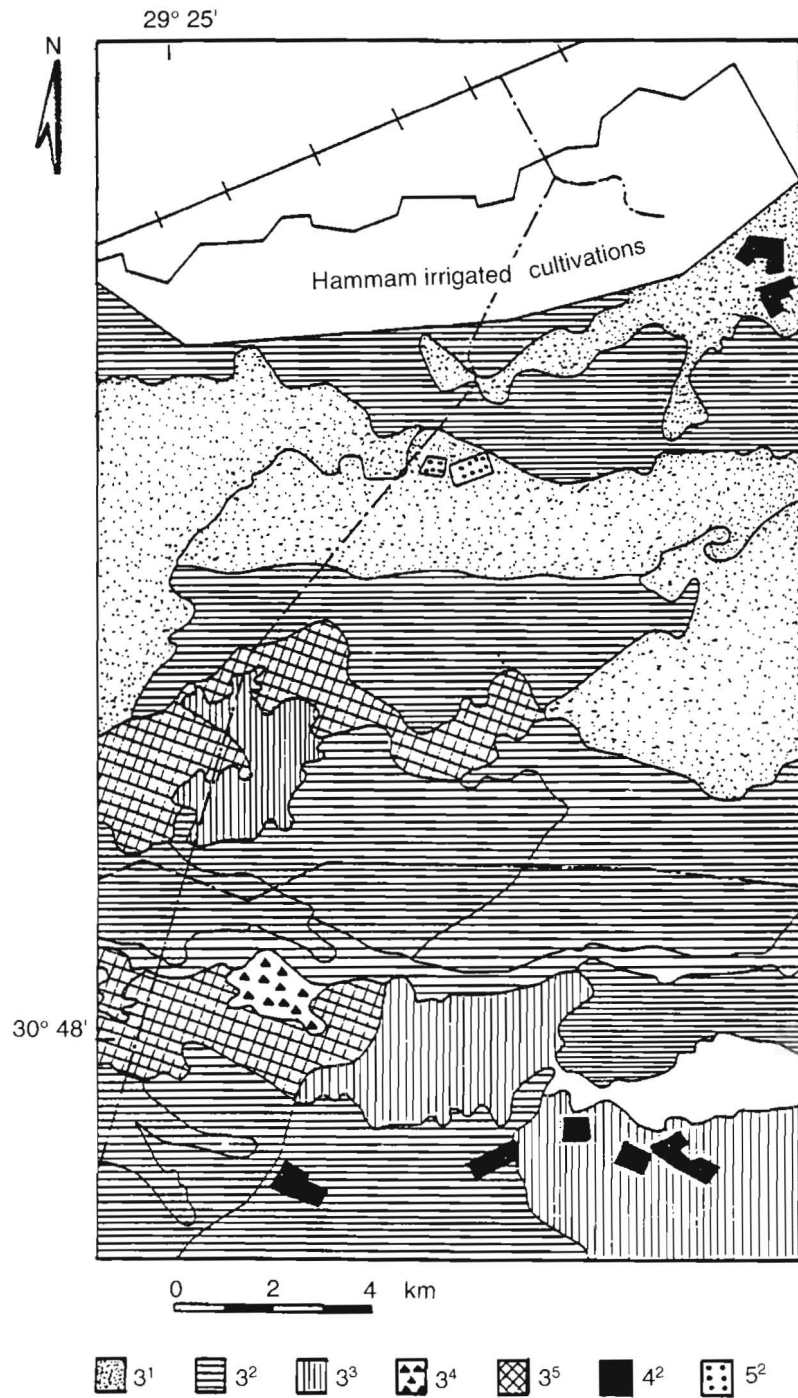 29° 25'
N
Hammam irrigated cultivations
30° 48'
0 2 4 km
3¹ 3² 3³ 3⁴ 3⁵ 4² 5²